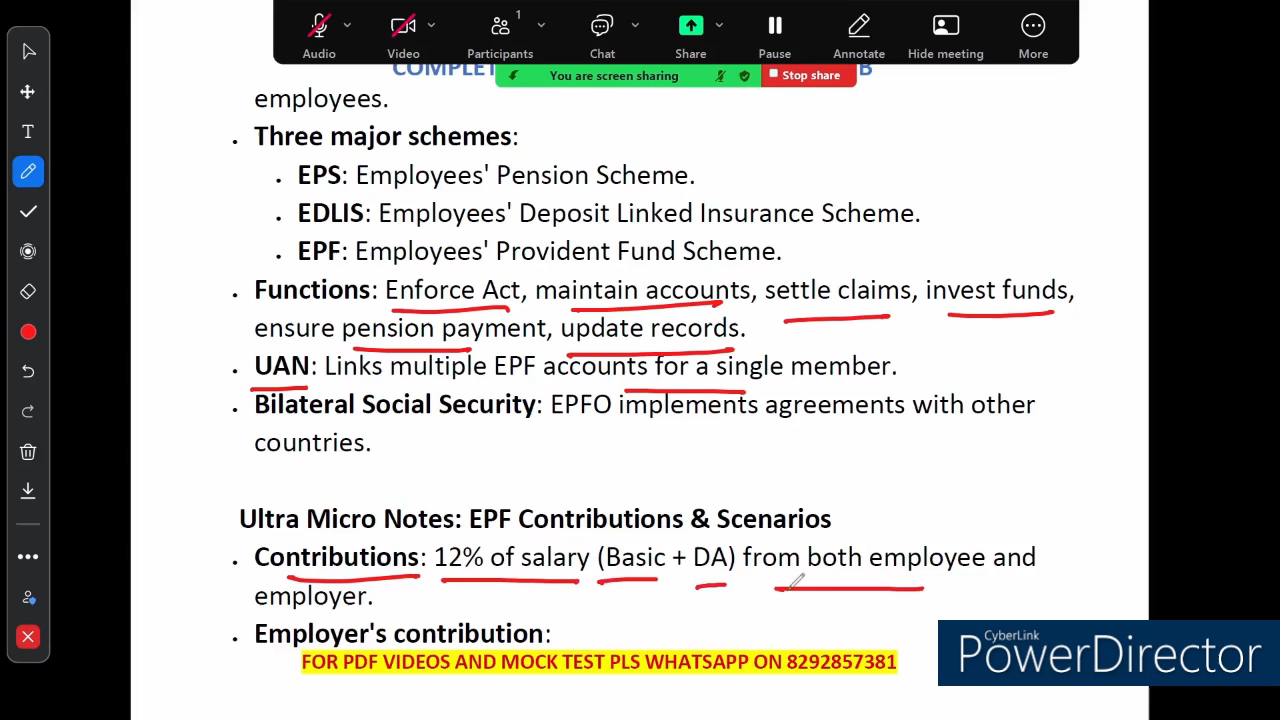 1
Audio
Video
Participants
Chat
Share
Pause
Annotate
Hide meeting
More
COMPLET
B
You are screen sharing
Stop share
employees.
• Three major schemes:
• EPS: Employees' Pension Scheme.
• EDLIS: Employees' Deposit Linked Insurance Scheme.
• EPF: Employees' Provident Fund Scheme.
• Functions: Enforce Act, maintain accounts, settle claims, invest funds,
ensure pension payment, update records.
• UAN: Links multiple EPF accounts for a single member.
• Bilateral Social Security: EPFO implements agreements with other
countries.
Ultra Micro Notes: EPF Contributions & Scenarios
• Contributions: 12% of salary (Basic + DA) from both employee and
employer.
• Employer's contribution:
FOR PDF VIDEOS AND MOCK TEST PLS WHATSAPP ON 8292857381
CyberLink
PowerDirector